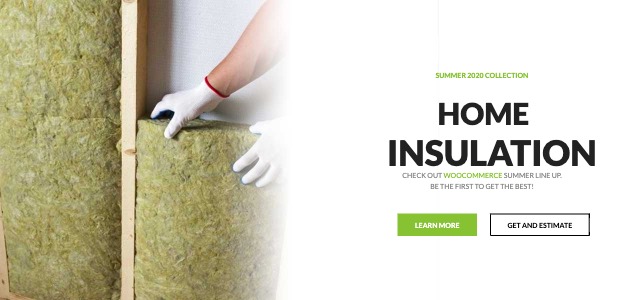 SUMMER 2020 COLLECTION
HOME
INSULATION
CHECK OUT WOOCOMMERCE SUMMER LINE UP.
BE THE FIRST TO GET THE BEST!
LEARN MORE
GET AND ESTIMATE